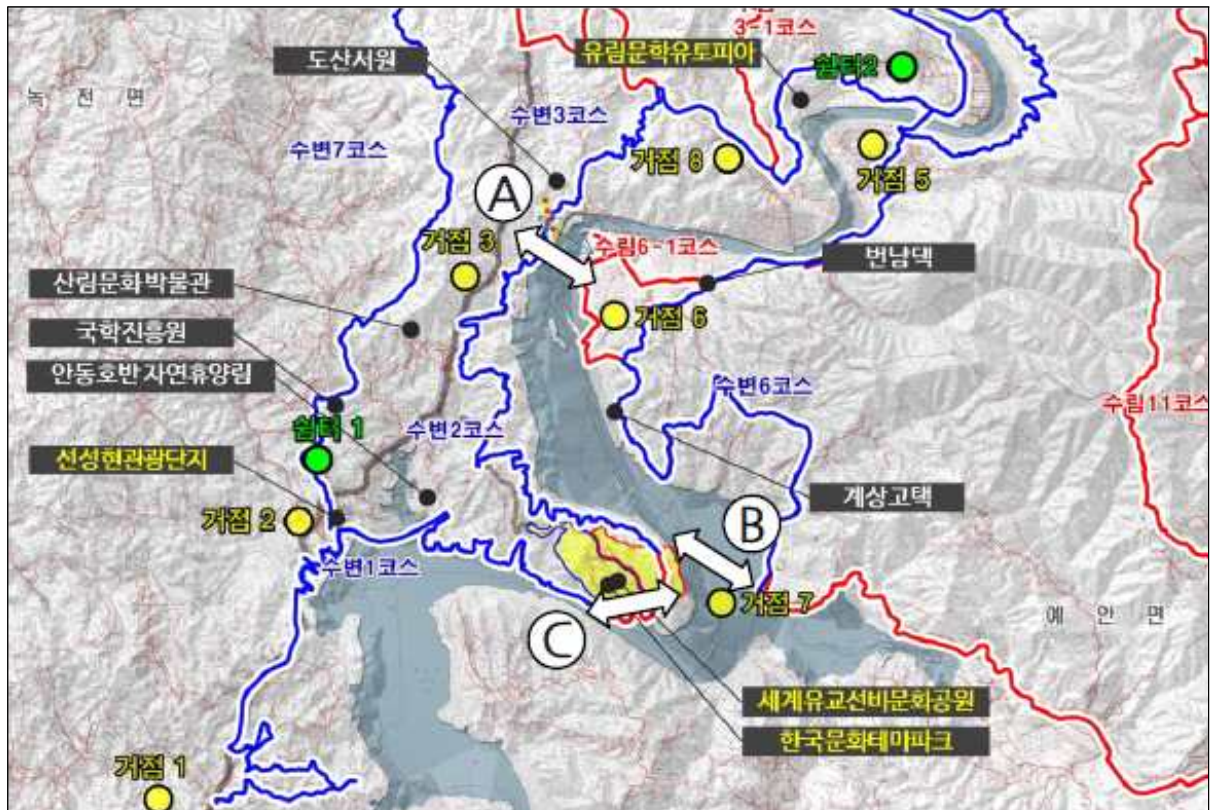 3-1코스
도산서원
유림문학유토피아
쉼터2
녹 전 면
수변3코스
수변7코스
거점 8
거점 5
A
거점 3
수림6-1코스
번남댁
산림문화박물관
거점 6
국학진흥원
안동호반자연휴양림
수변6코스
수림11코스
쉼터 1
수변2코스
선성현관광단지
계상고택
거점 2
B
수변1코스
거점 7
예 안 면
C
세계유교선비문화공원
한국문화테마파크
거점 1